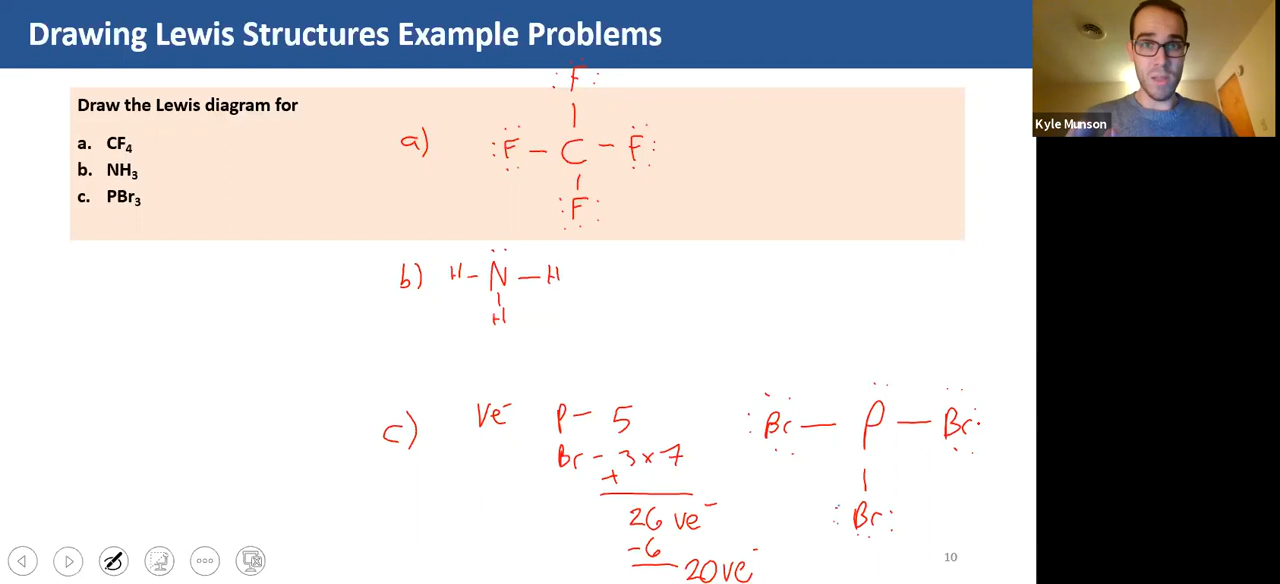 Drawing Lewis Structures Example Problems
Kyle Munson
Draw the Lewis diagram for
a. CF₄
b. NH₃
c. PBr₃
a)
F
F – C – F
F
b) H – N – H
H
c) Ve⁻ P – 5
Br – 3 x 7
+
26 ve⁻
-6
20 ve⁻
Br — P — Br
Br
10